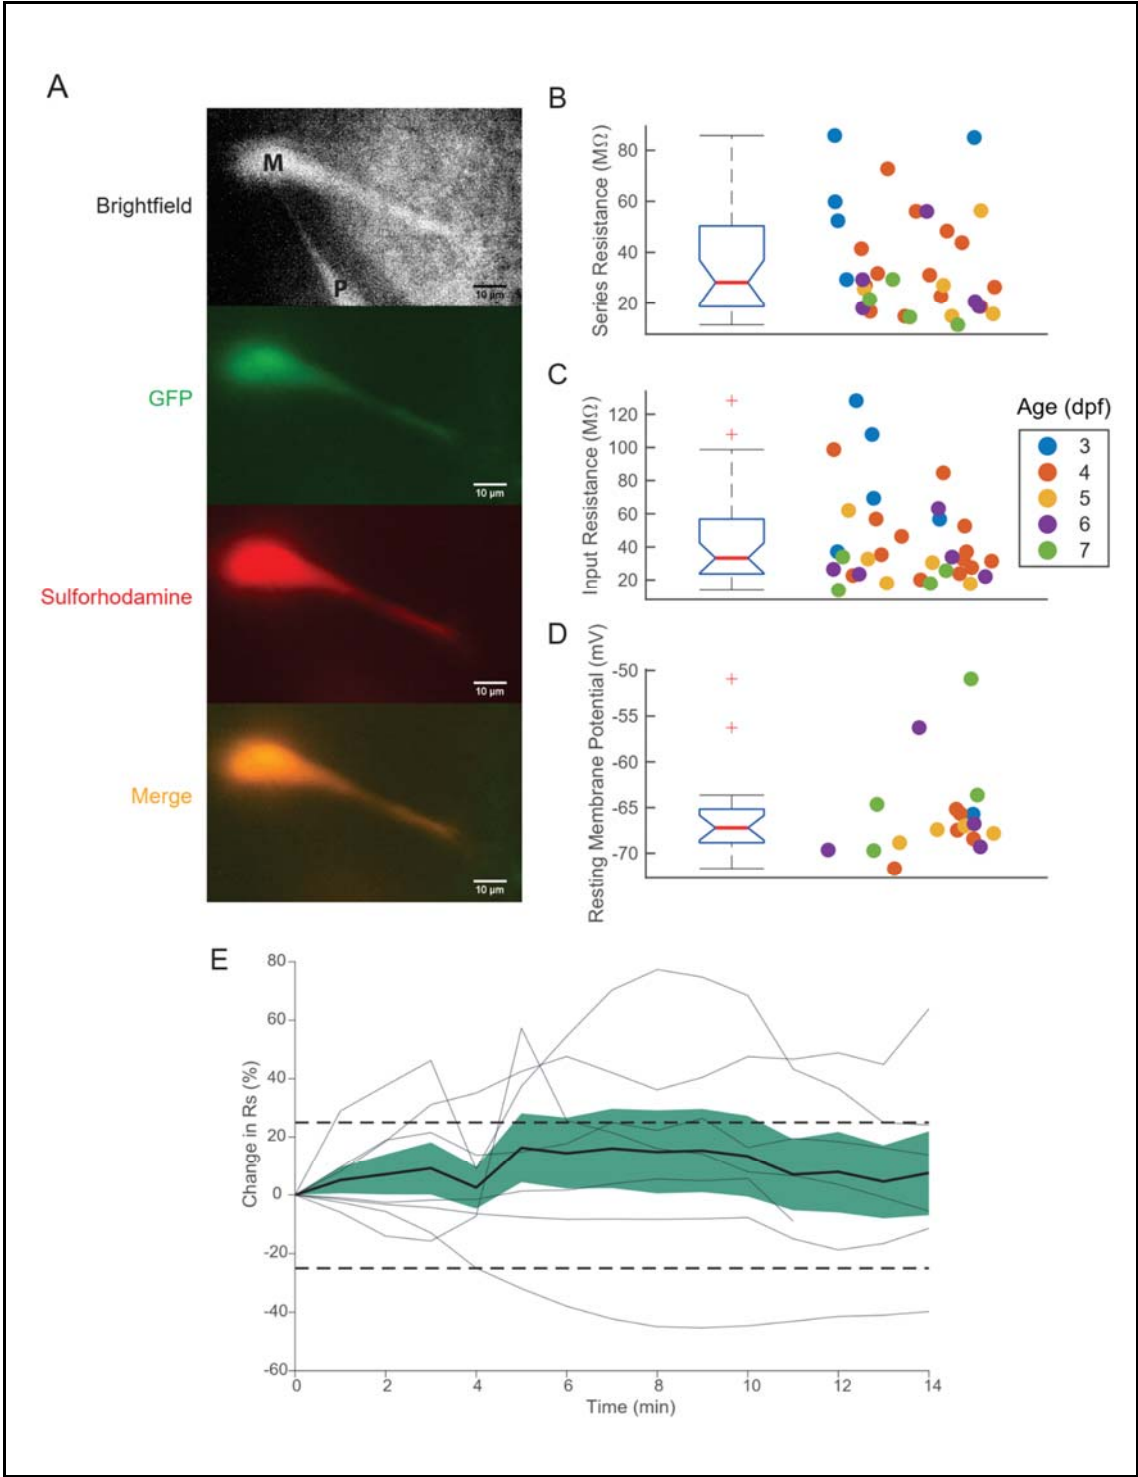 A
Brightfield
M
P
10 µm
GFP
10 µm
Sulforhodamine
10 µm
Merge
10 µm
B
Series Resistance (MΩ)
80
60
40
20
C
Input Resistance (MΩ)
120
100
80
60
40
20
Age (dpf)
3
4
5
6
7
D
Resting Membrane Potential (mV)
-50
-55
-60
-65
-70
E
Change in Rs (%)
80
60
40
20
0
-20
-40
-60
0 2 4 6 8 10 12 14
Time (min)